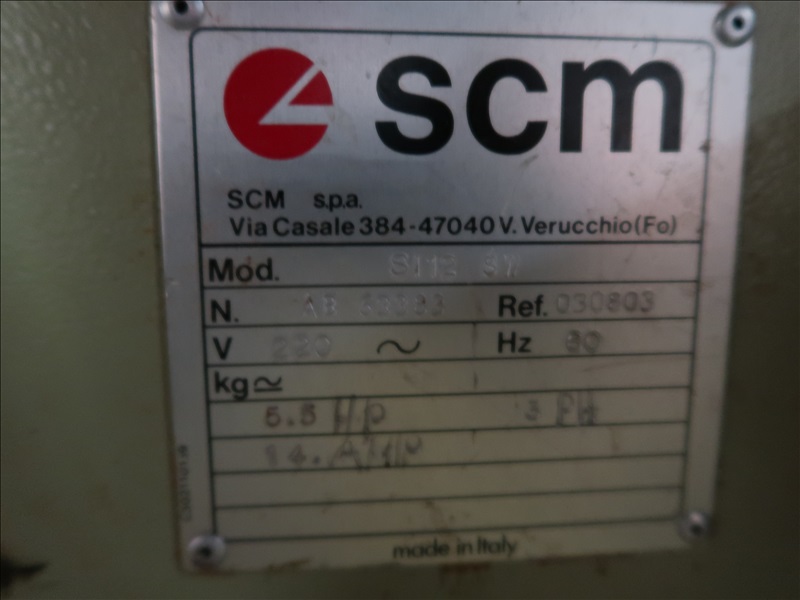 scm
SCM s.p.a.
Via Casale 384-47040 V. Verucchio (Fo)
Mod.
N. AR Ref. 030803
V 220 ~ Hz 60
kg≃
5.5 HP 3 PH
14. AMP
made in Italy